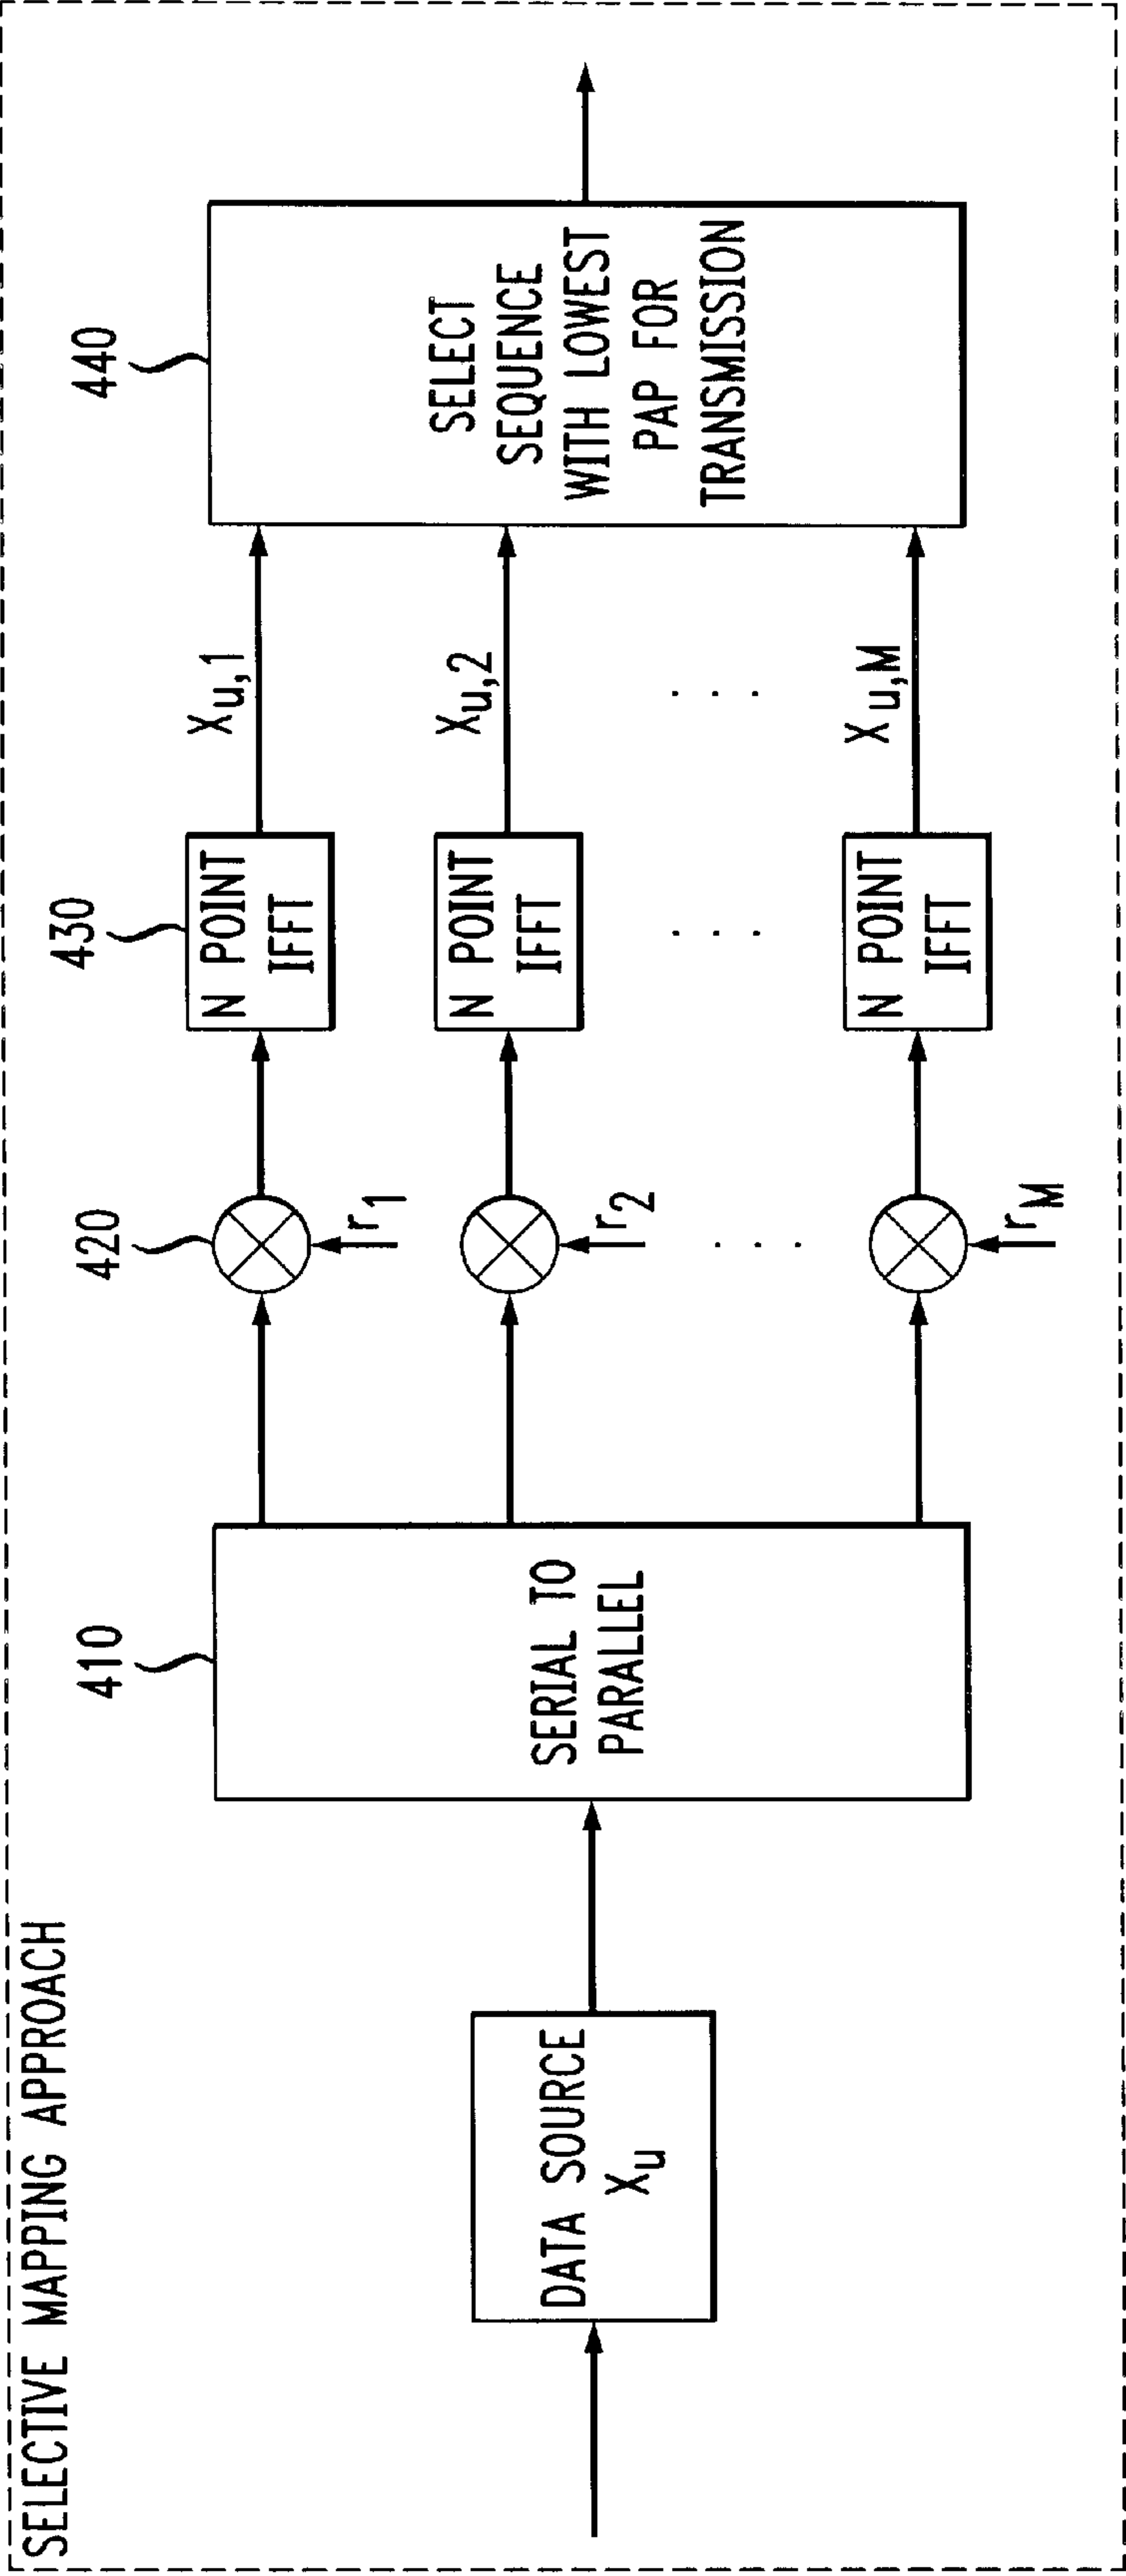 SELECTIVE MAPPING APPROACH
DATA SOURCE
Xu
410
SERIAL TO
PARALLEL
420
r1
r2
. . .
rM
430
N POINT
IFFT
N POINT
IFFT
. . .
N POINT
IFFT
Xu,1
Xu,2
. . .
Xu,M
440
SELECT
SEQUENCE
WITH LOWEST
PAP FOR
TRANSMISSION